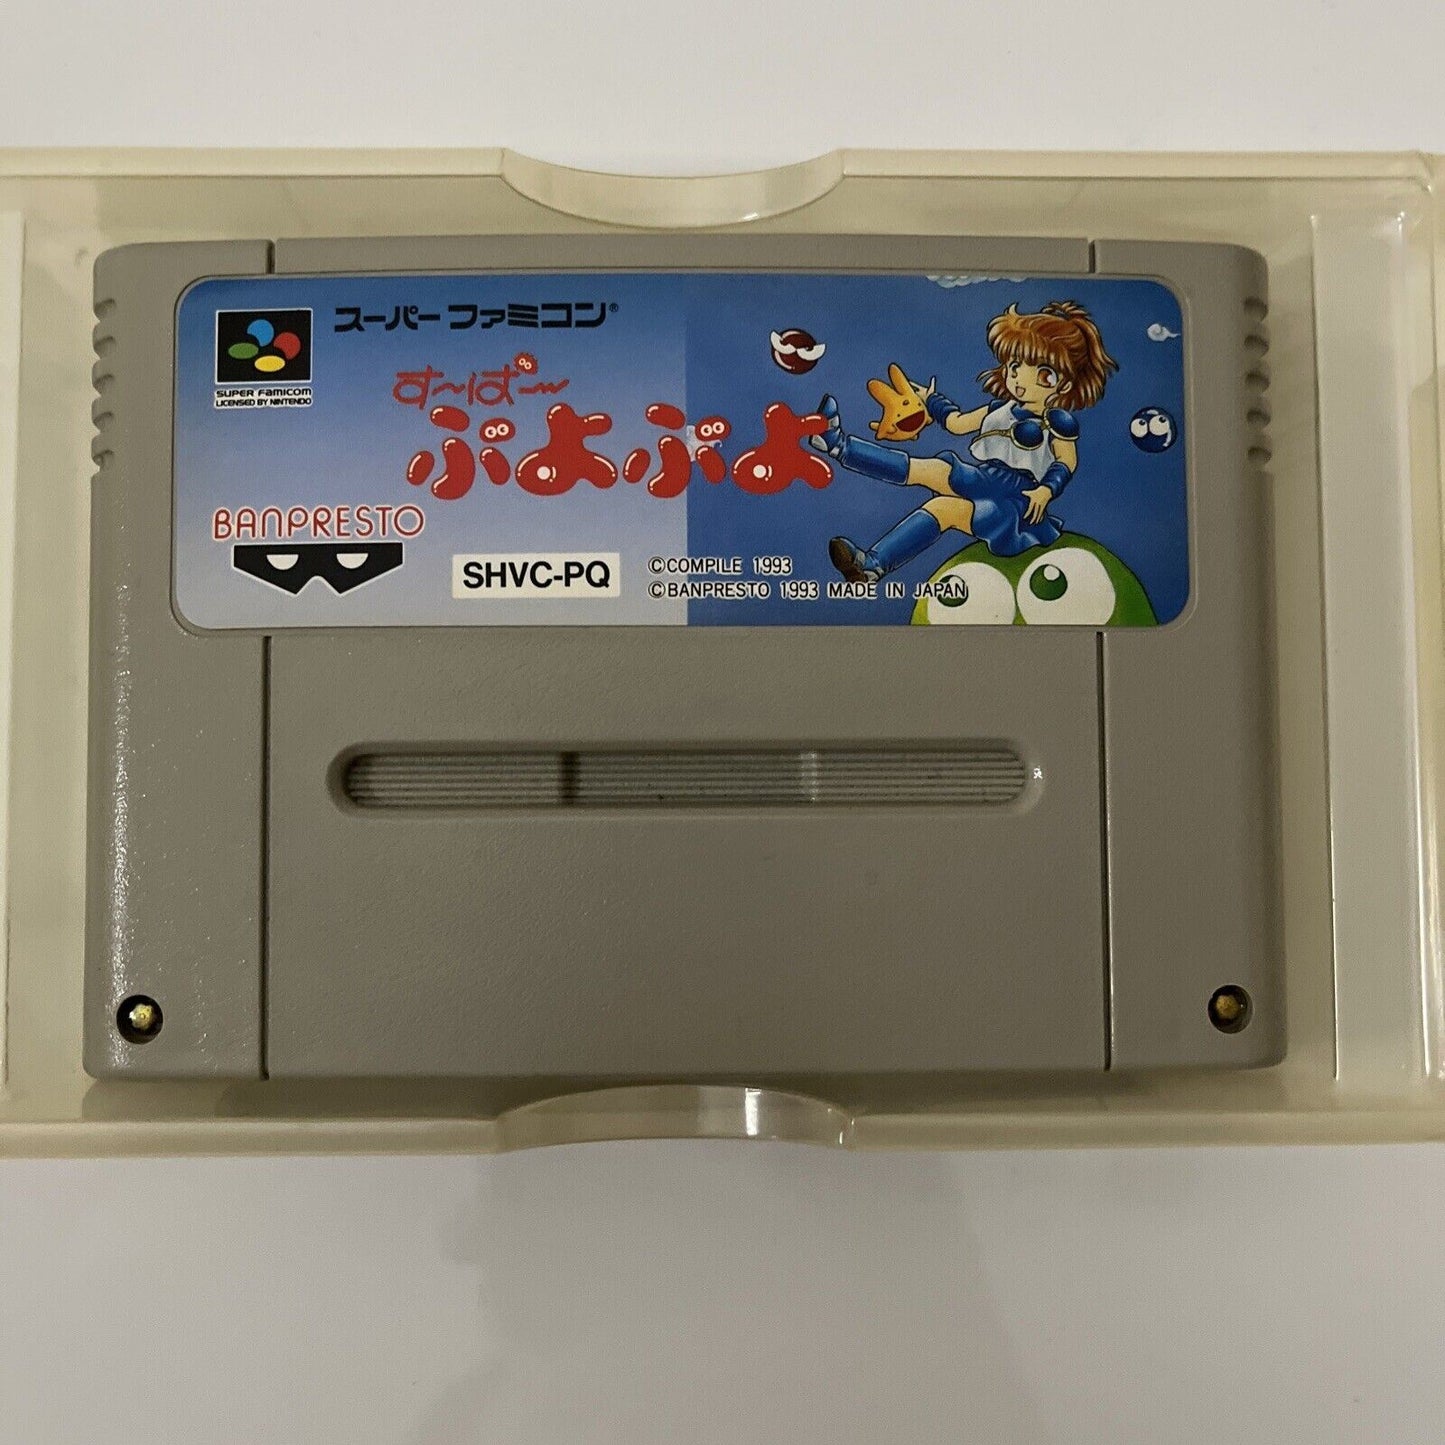 スーパーファミコン®
SUPER FAMICOM
LICENSED BY NINTENDO
す〜ぱ〜
ぷよぷよ
BANPRESTO
SHVC-PQ
©COMPILE 1993
©BANPRESTO 1993 MADE IN JAPAN